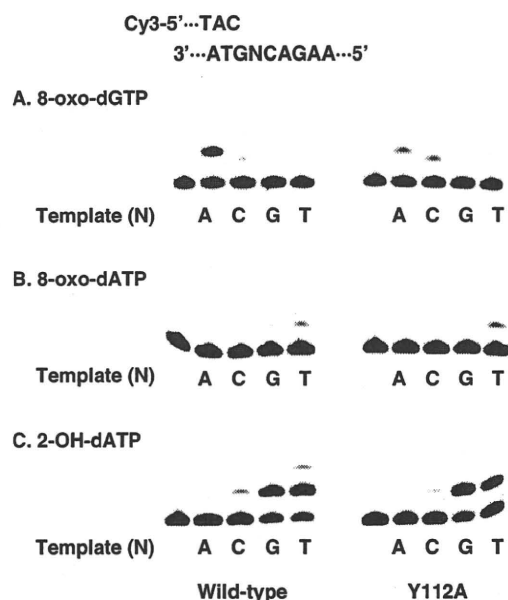 Cy3-5'···TAC
3'···ATGNCAGAA···5'
A. 8-oxo-dGTP
Template (N) A C G T A C G T
B. 8-oxo-dATP
Template (N) A C G T A C G T
C. 2-OH-dATP
Template (N) A C G T A C G T
Wild-type Y112A